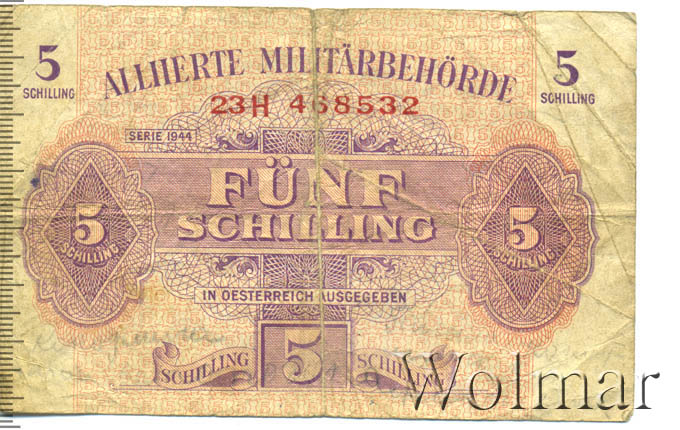 5 SCHILLING
ALLIIERTE MILITÄRBEHÖRDE
5 SCHILLING
23H 468532
SERIE 1944
FÜNF
SCHILLING
5 SCHILLING
5 SCHILLING
IN OESTERREICH AUSGEGEBEN
SCHILLING 5 SCHILLING
Wolmar